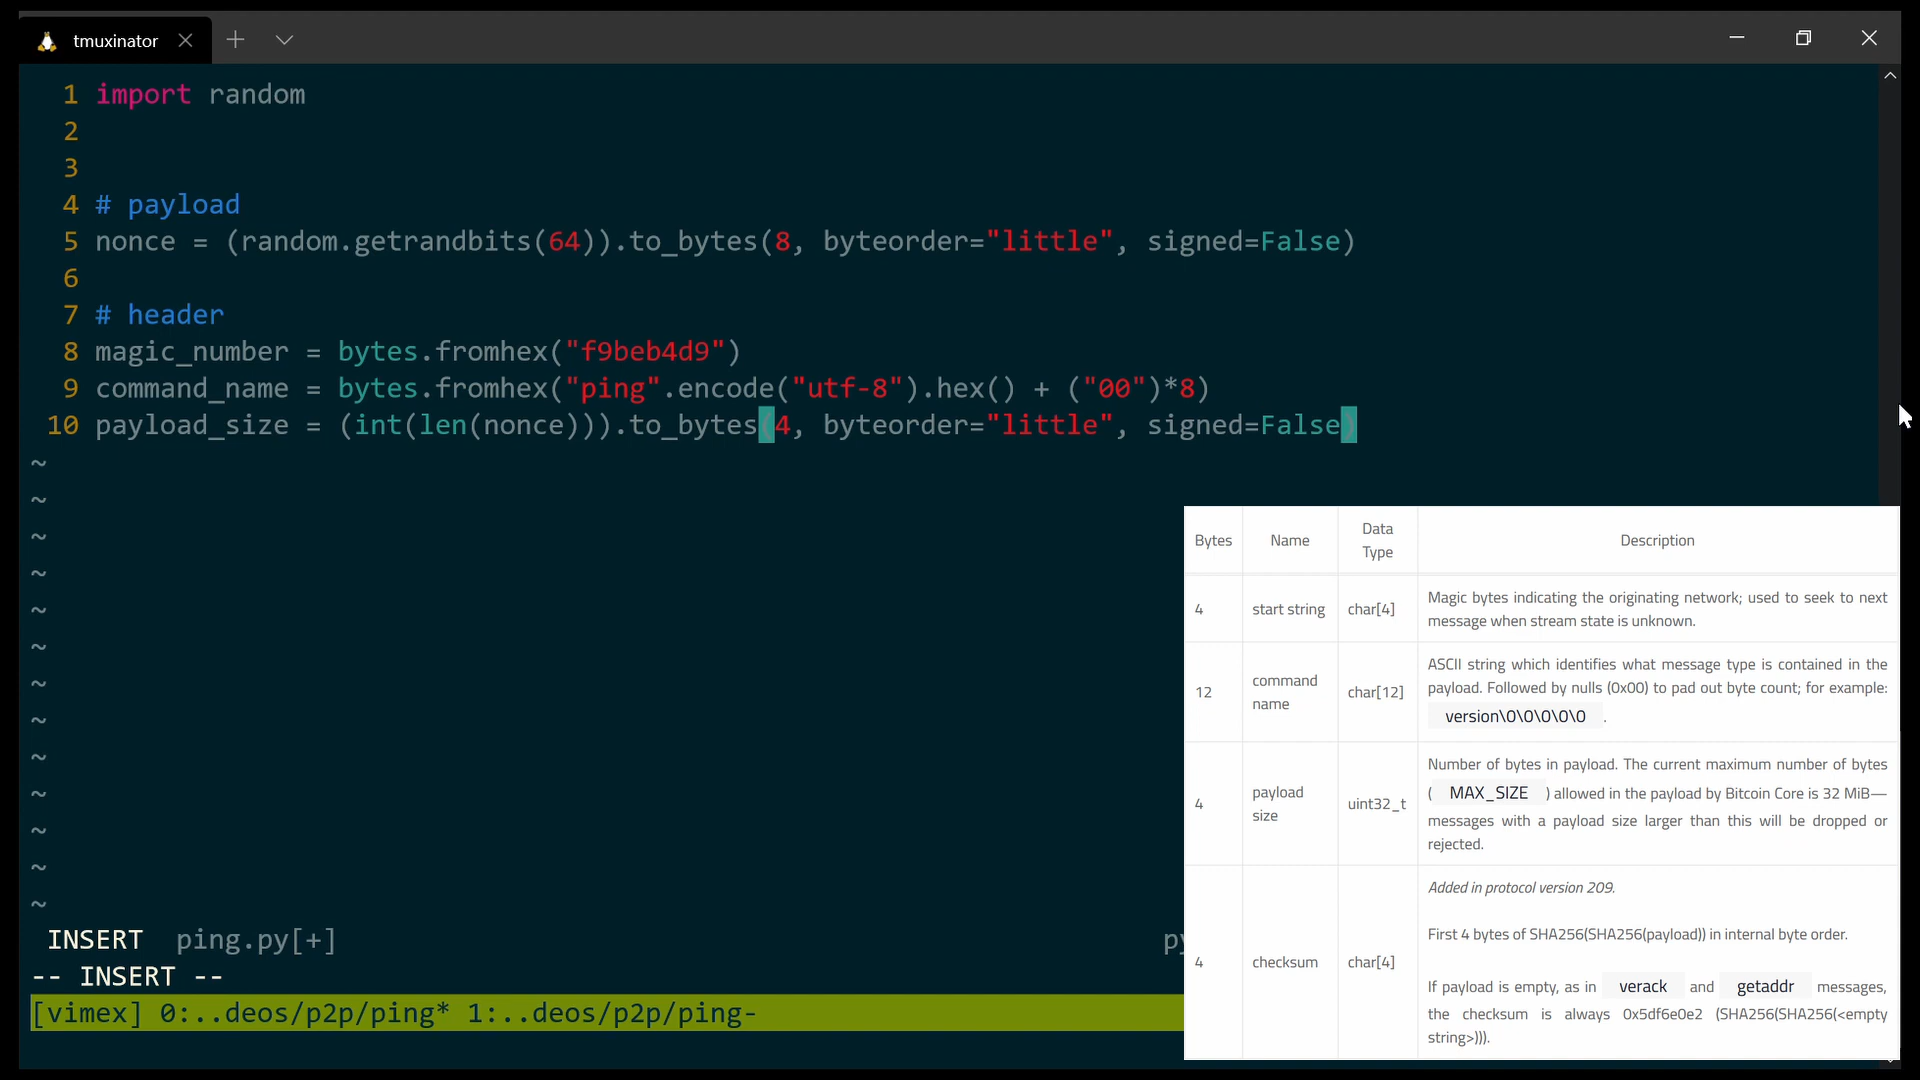 tmuxinator
1 import random
2
3
4 # payload
5 nonce = (random.getrandbits(64)).to_bytes(8, byteorder="little", signed=False)
6
7 # header
8 magic_number = bytes.fromhex("f9beb4d9")
9 command_name = bytes.fromhex("ping".encode("utf-8").hex() + ("00")*8)
10 payload_size = (int(len(nonce))).to_bytes(4, byteorder="little", signed=False)
~
~
~
~
~
~
~
~
~
~
~
~
~
INSERT ping.py[+] py
-- INSERT --
[vimex] 0:..deos/p2p/ping* 1:..deos/p2p/ping-
Bytes Name Data Type Description
4 start string char[4] Magic bytes indicating the originating network; used to seek to next
message when stream state is unknown.
12 command name char[12] ASCII string which identifies what message type is contained in the
payload. Followed by nulls (0x00) to pad out byte count; for example:
version\0\0\0\0\0 .
4 payload size uint32_t Number of bytes in payload. The current maximum number of bytes
( MAX_SIZE ) allowed in the payload by Bitcoin Core is 32 MiB—
messages with a payload size larger than this will be dropped or
rejected.
4 checksum char[4] Added in protocol version 209.
First 4 bytes of SHA256(SHA256(payload)) in internal byte order.
If payload is empty, as in verack and getaddr messages,
the checksum is always 0x5df6e0e2 (SHA256(SHA256(<empty
string>))).